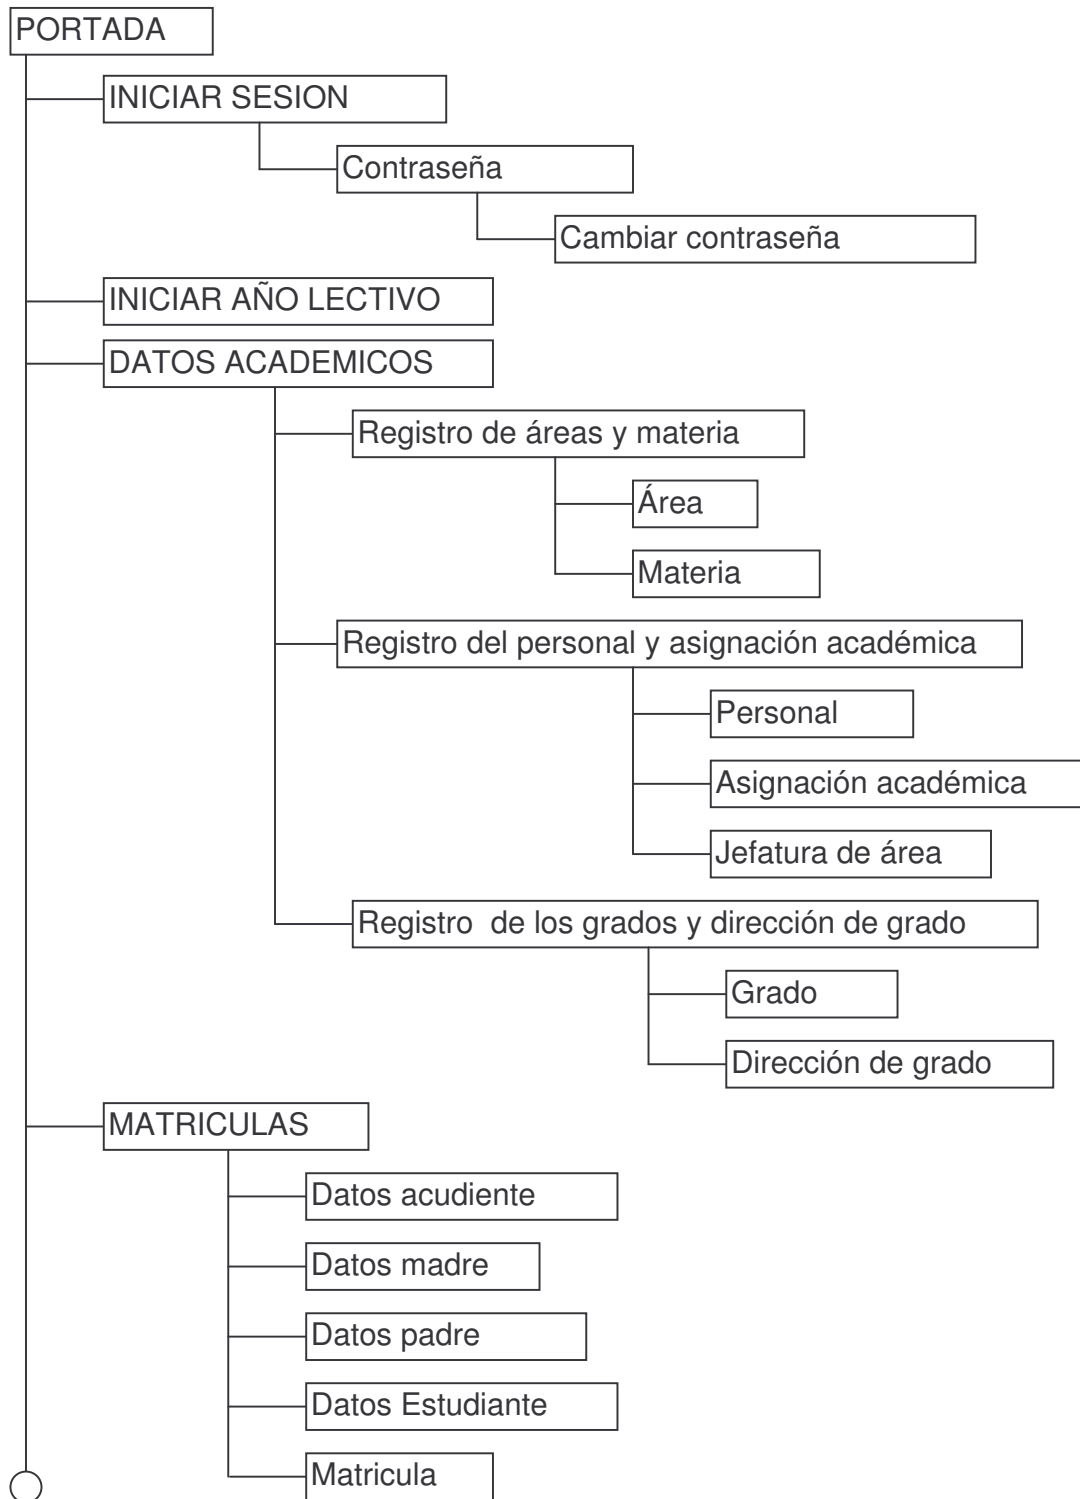 PORTADA
INICIAR SESION
Contraseña
Cambiar contraseña
INICIAR AÑO LECTIVO
DATOS ACADEMICOS
Registro de áreas y materia
Área
Materia
Registro del personal y asignación académica
Personal
Asignación académica
Jefatura de área
Registro  de los grados y dirección de grado
Grado
Dirección de grado
MATRICULAS
Datos acudiente
Datos madre
Datos padre
Datos Estudiante
Matricula